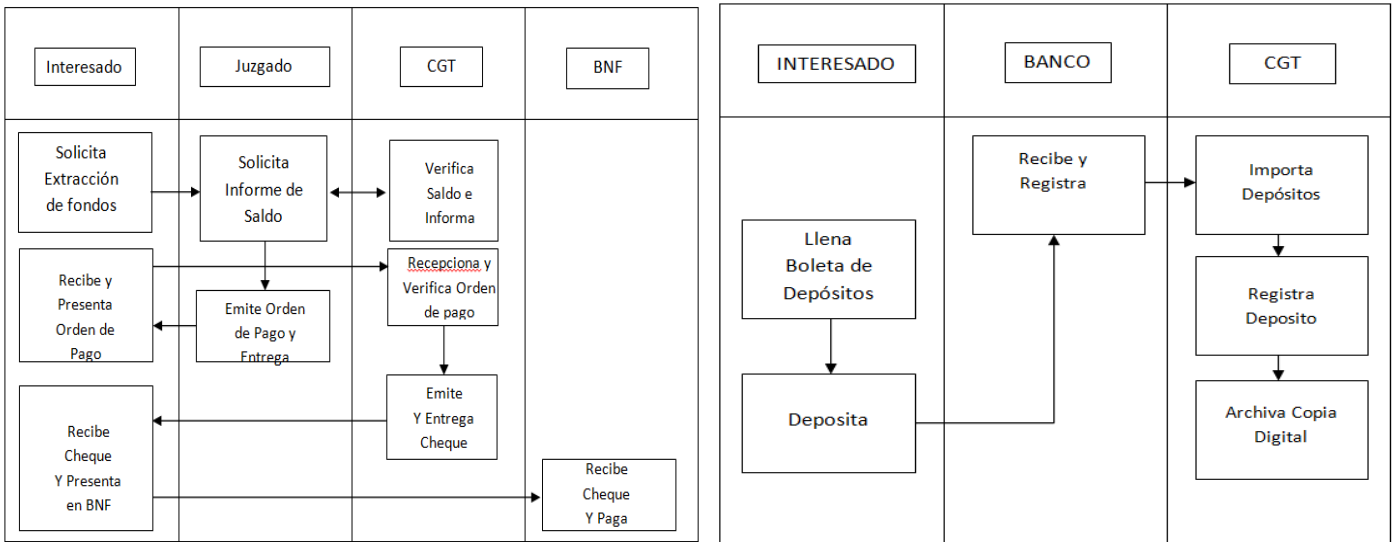 Interesado
Juzgado
CGT
BNF
Solicita
Extracción
de fondos
Solicita
Informe de
Saldo
Verifica
Saldo e
Informa
Recibe y
Presenta
Orden de
Pago
Emite Orden
de Pago y
Entrega
Recepciona y
Verifica Orden
de pago
Emite
Y Entrega
Cheque
Recibe
Cheque
Y Presenta
en BNF
Recibe
Cheque
Y Paga
INTERESADO
BANCO
CGT
Llena
Boleta de
Depósitos
Deposita
Recibe y
Registra
Importa
Depósitos
Registra
Deposito
Archiva Copia
Digital